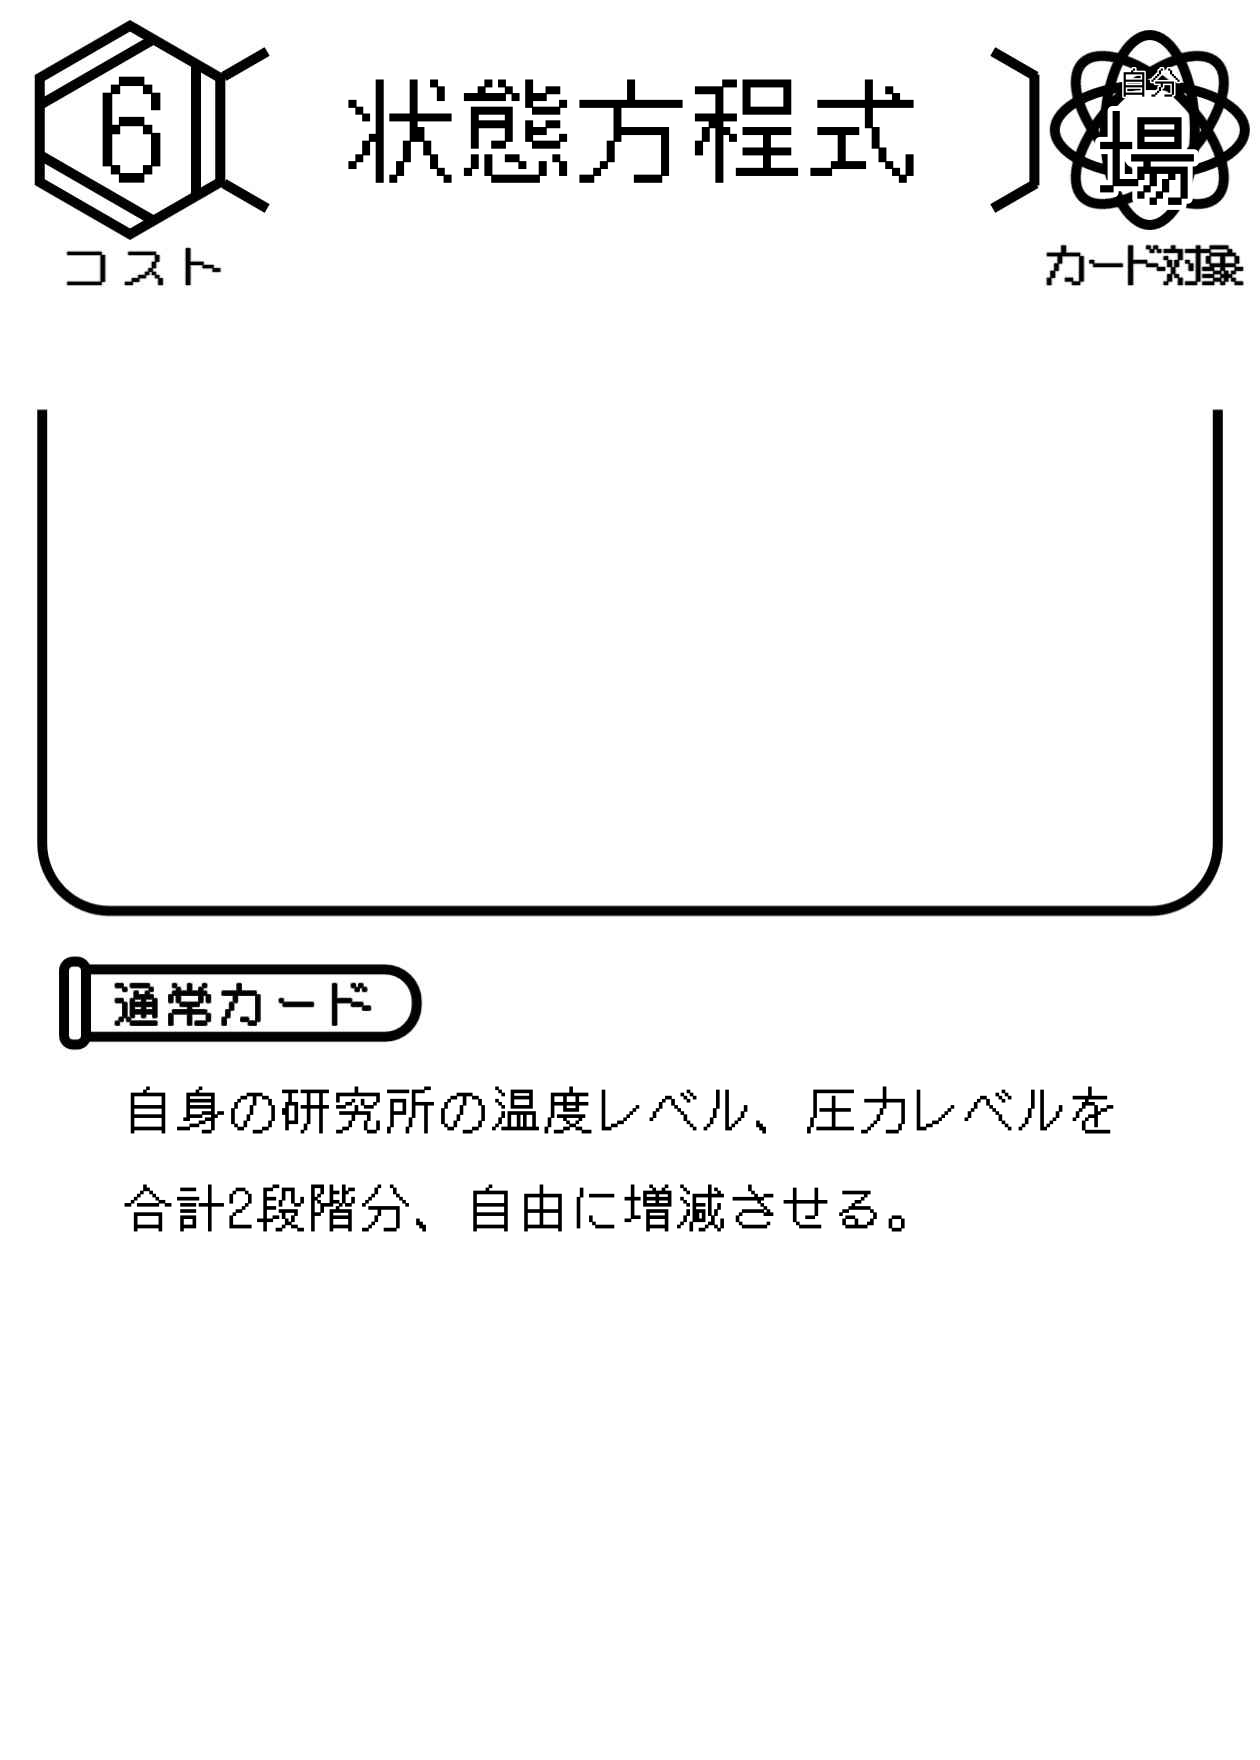 6
状態方程式
自分
場
コスト
カード対象
通常カード
自身の研究所の温度レベル、圧力レベルを
合計2段階分、自由に増減させる。